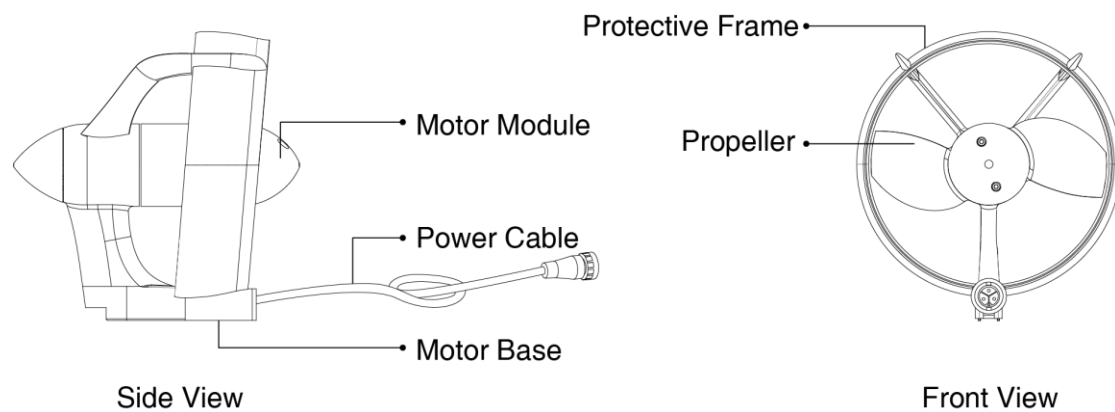 Protective Frame
Motor Module
Propeller
Power Cable
Motor Base
Side View
Front View